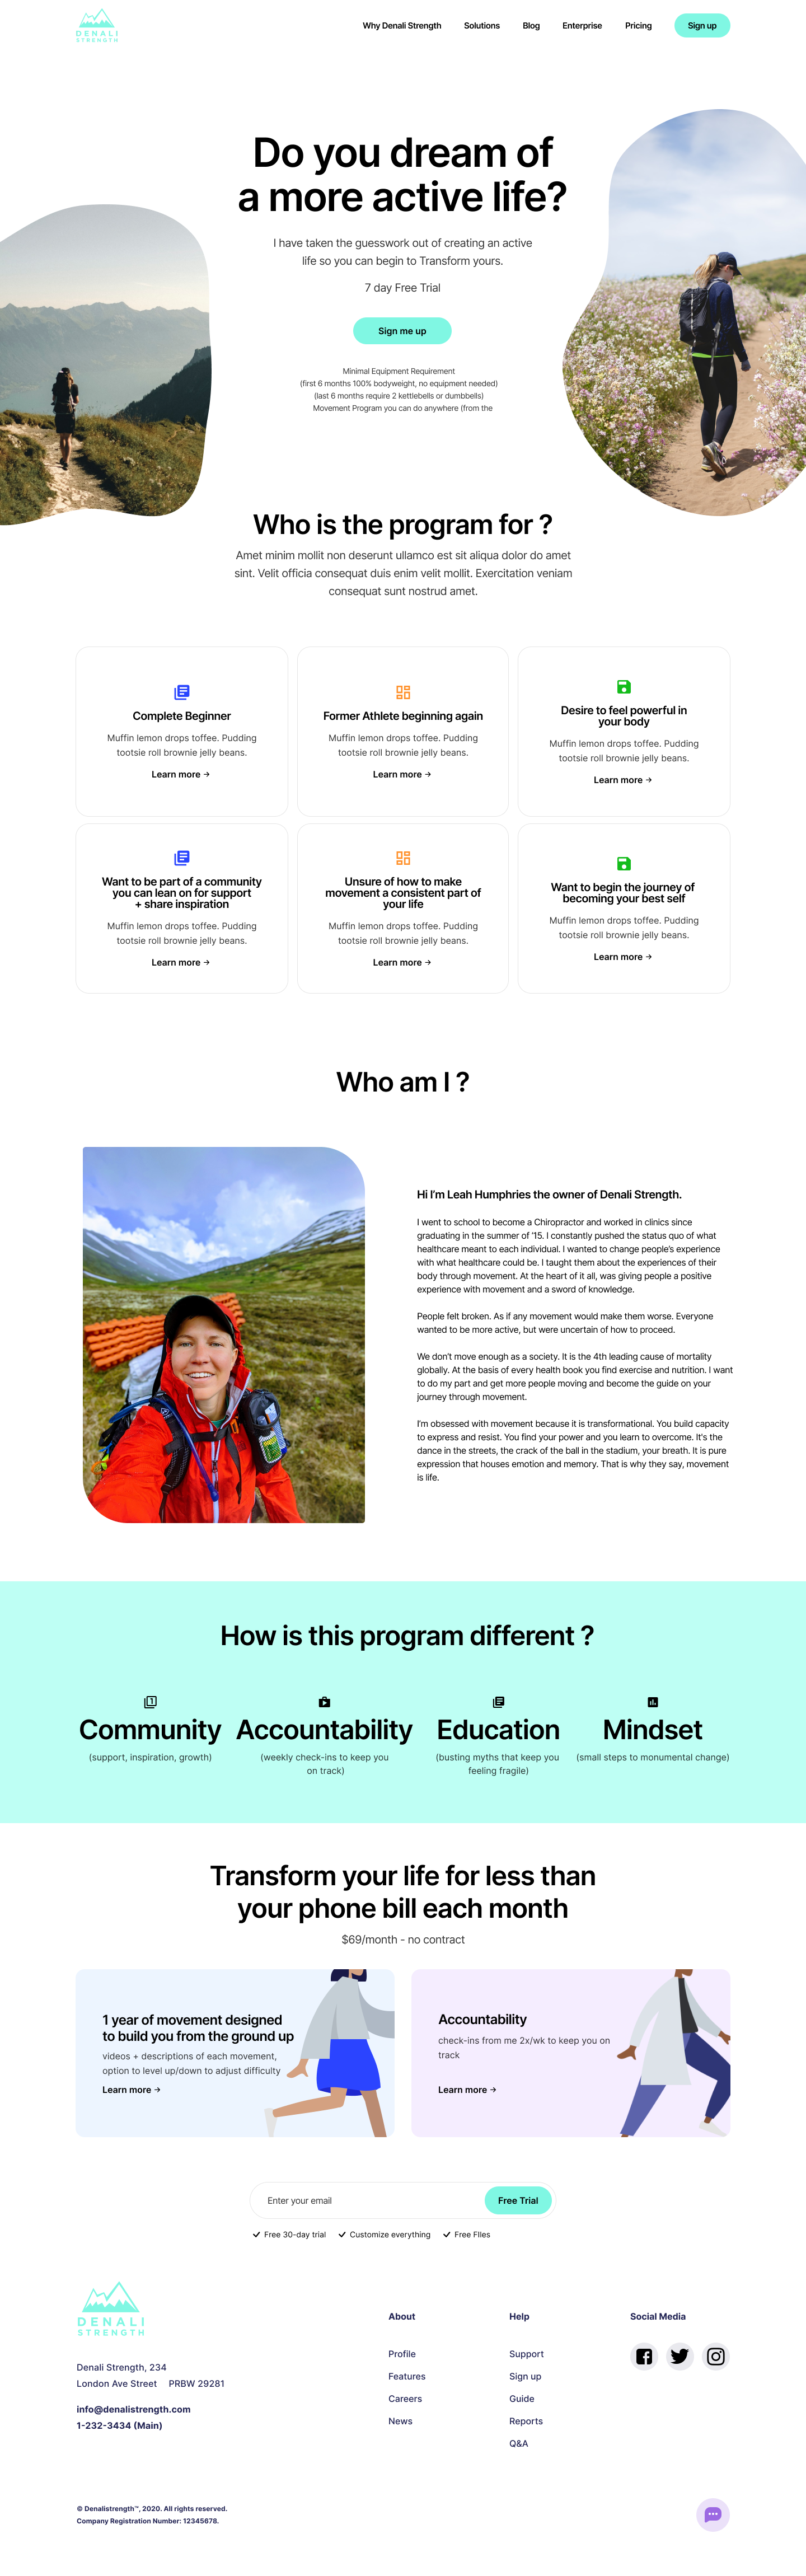 DENALI
STRENGTH
Why Denali Strength
Solutions
Blog
Enterprise
Pricing
Sign up
Do you dream of
a more active life?
I have taken the guesswork out of creating an active
life so you can begin to Transform yours.
7 day Free Trial
Sign me up
Minimal Equipment Requirement
(first 6 months 100% bodyweight, no equipment needed)
(last 6 months require 2 kettlebells or dumbbells)
Movement Program you can do anywhere (from the
Who is the program for ?
Amet minim mollit non deserunt ullamco est sit aliqua dolor do amet
sint. Velit officia consequat duis enim velit mollit. Exercitation veniam
consequat sunt nostrud amet.
Complete Beginner
Muffin lemon drops toffee. Pudding
tootsie roll brownie jelly beans.
Learn more →
Former Athlete beginning again
Muffin lemon drops toffee. Pudding
tootsie roll brownie jelly beans.
Learn more →
Desire to feel powerful in
your body
Muffin lemon drops toffee. Pudding
tootsie roll brownie jelly beans.
Learn more →
Want to be part of a community
you can lean on for support
+ share inspiration
Muffin lemon drops toffee. Pudding
tootsie roll brownie jelly beans.
Learn more →
Unsure of how to make
movement a consistent part of
your life
Muffin lemon drops toffee. Pudding
tootsie roll brownie jelly beans.
Learn more →
Want to begin the journey of
becoming your best self
Muffin lemon drops toffee. Pudding
tootsie roll brownie jelly beans.
Learn more →
Who am I ?
Hi I'm Leah Humphries the owner of Denali Strength.
I went to school to become a Chiropractor and worked in clinics since
graduating in the summer of '15. I constantly pushed the status quo of what
healthcare meant to each individual. I wanted to change people's experience
with what healthcare could be. I taught them about the experiences of their
body through movement. At the heart of it all, was giving people a positive
experience with movement and a sword of knowledge.
People felt broken. As if any movement would make them worse. Everyone
wanted to be more active, but were uncertain of how to proceed.
We don't move enough as a society. It is the 4th leading cause of mortality
globally. At the basis of every health book you find exercise and nutrition. I want
to do my part and get more people moving and become the guide on your
journey through movement.
I'm obsessed with movement because it is transformational. You build capacity
to express and resist. You find your power and you learn to overcome. It's the
dance in the streets, the crack of the ball in the stadium, your breath. It is pure
expression that houses emotion and memory. That is why they say, movement
is life.
How is this program different ?
1
Community
(support, inspiration, growth)
Accountability
(weekly check-ins to keep you
on track)
Education
(busting myths that keep you
feeling fragile)
Mindset
(small steps to monumental change)
Transform your life for less than
your phone bill each month
$69/month - no contract
1 year of movement designed
to build you from the ground up
videos + descriptions of each movement,
option to level up/down to adjust difficulty
Learn more →
Accountability
check-ins from me 2x/wk to keep you on
track
Learn more →
Enter your email
Free Trial
Free 30-day trial
Customize everything
Free FIles
DENALI
STRENGTH
Denali Strength, 234
London Ave Street PRBW 29281
info@denalistrength.com
1-232-3434 (Main)
About
Profile
Features
Careers
News
Help
Support
Sign up
Guide
Reports
Q&A
Social Media
© Denalistrength™, 2020. All rights reserved.
Company Registration Number: 12345678.